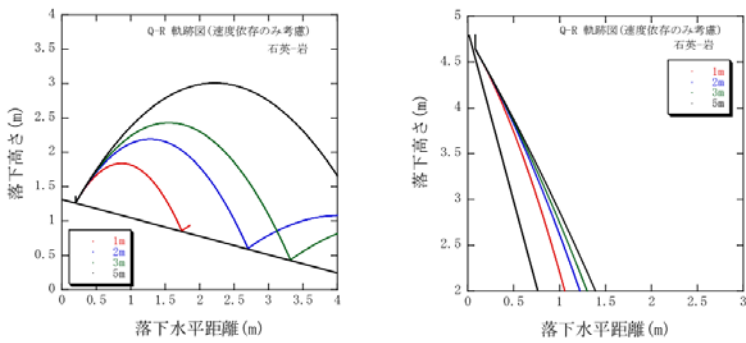 Q-R 軌跡図(速度依存のみ考慮)
石英-岩
落下高さ(m)
4
3.5
3
2.5
2
1.5
1
0.5
0
1m
2m
3m
5m
0 0.5 1 1.5 2 2.5 3 3.5 4
落下水平距離(m)
Q-R 軌跡図(速度依存のみ考慮)
石英-岩
1m
2m
3m
5m
落下高さ(m)
5
4.5
4
3.5
3
2.5
2
0 0.5 1 1.5 2 2.5 3
落下水平距離(m)